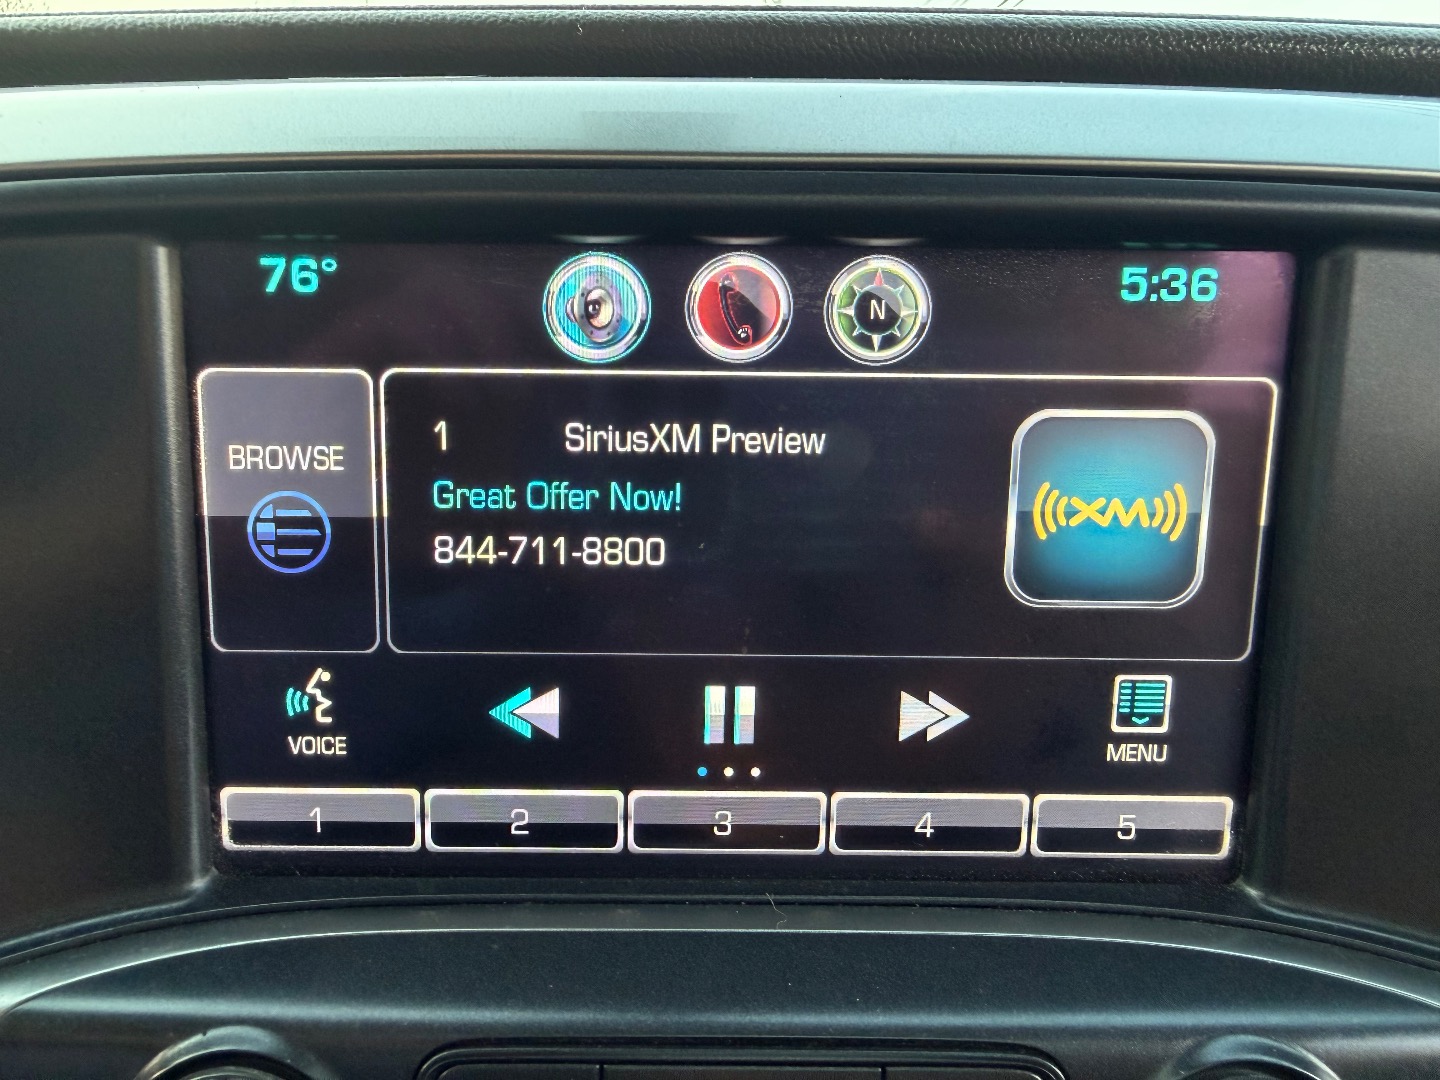 76°
N
5:36
BROWSE
1 SiriusXM Preview
Great Offer Now!
844-711-8800
((XM))
VOICE
MENU
1 2 3 4 5